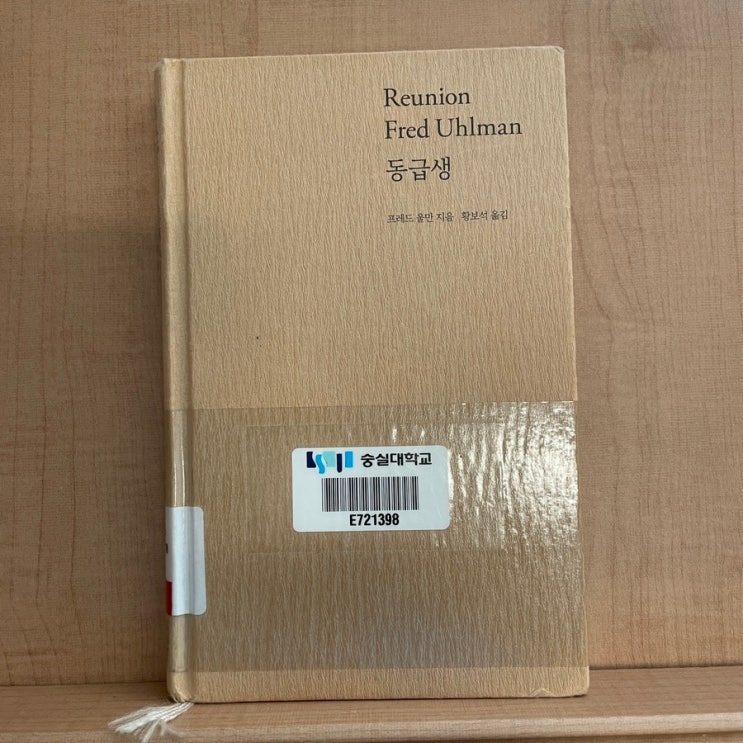 Reunion
Fred Uhlman
동급생
프레드 울만 지음 황보석 옮김
숭실대학교
E721398